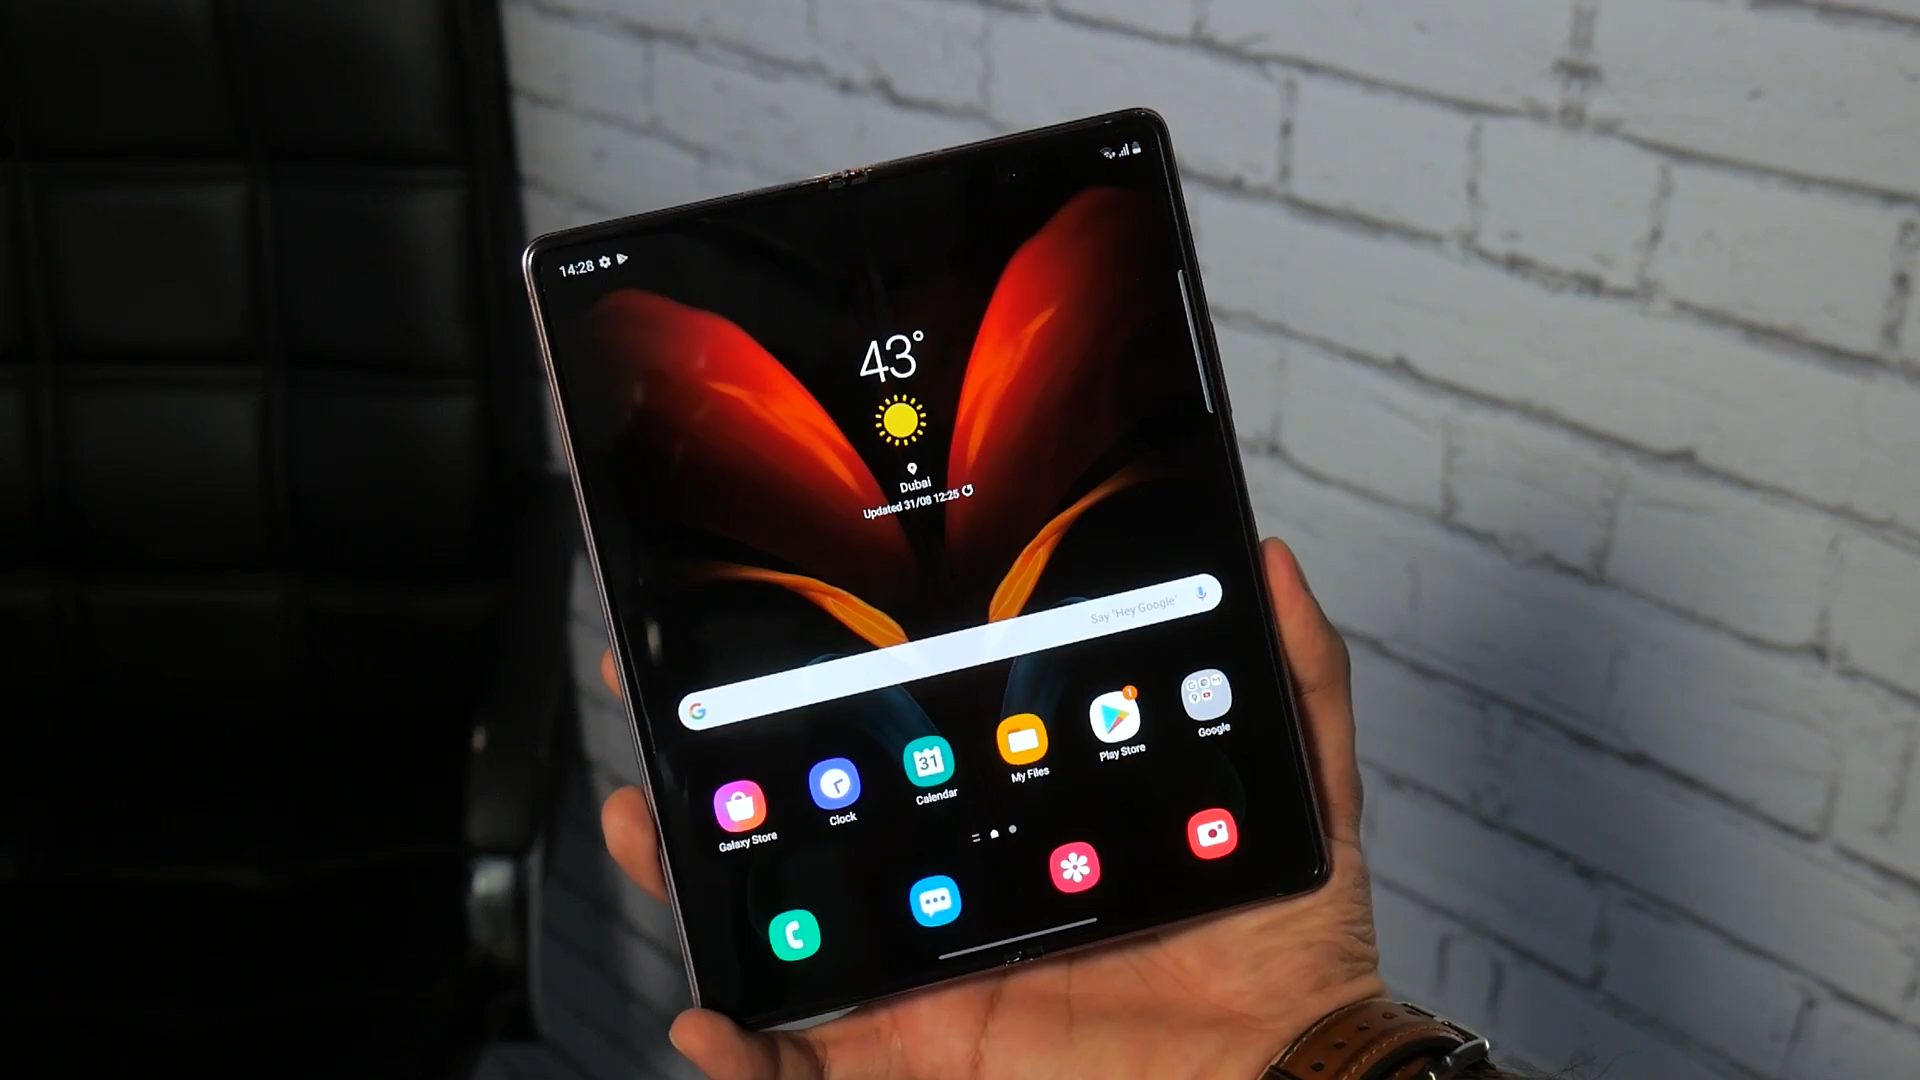 14:28
43°
Dubai
Updated 31/08 12:25
G
Say "Hey Google"
31
1
Galaxy Store
Clock
Calendar
My Files
Play Store
Google